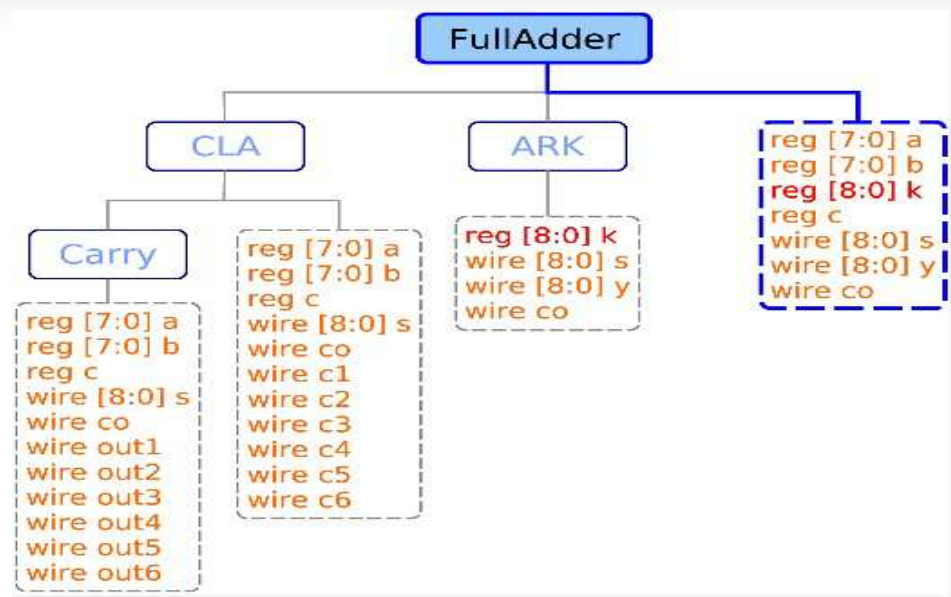 FullAdder
CLA
ARK
reg [7:0] a
reg [7:0] b
reg [8:0] k
reg c
wire [8:0] s
wire [8:0] y
wire co
Carry
reg [7:0] a
reg [7:0] b
reg c
wire [8:0] s
wire co
wire c1
wire c2
wire c3
wire c4
wire c5
wire c6
reg [8:0] k
wire [8:0] s
wire [8:0] y
wire co
reg [7:0] a
reg [7:0] b
reg c
wire [8:0] s
wire co
wire out1
wire out2
wire out3
wire out4
wire out5
wire out6